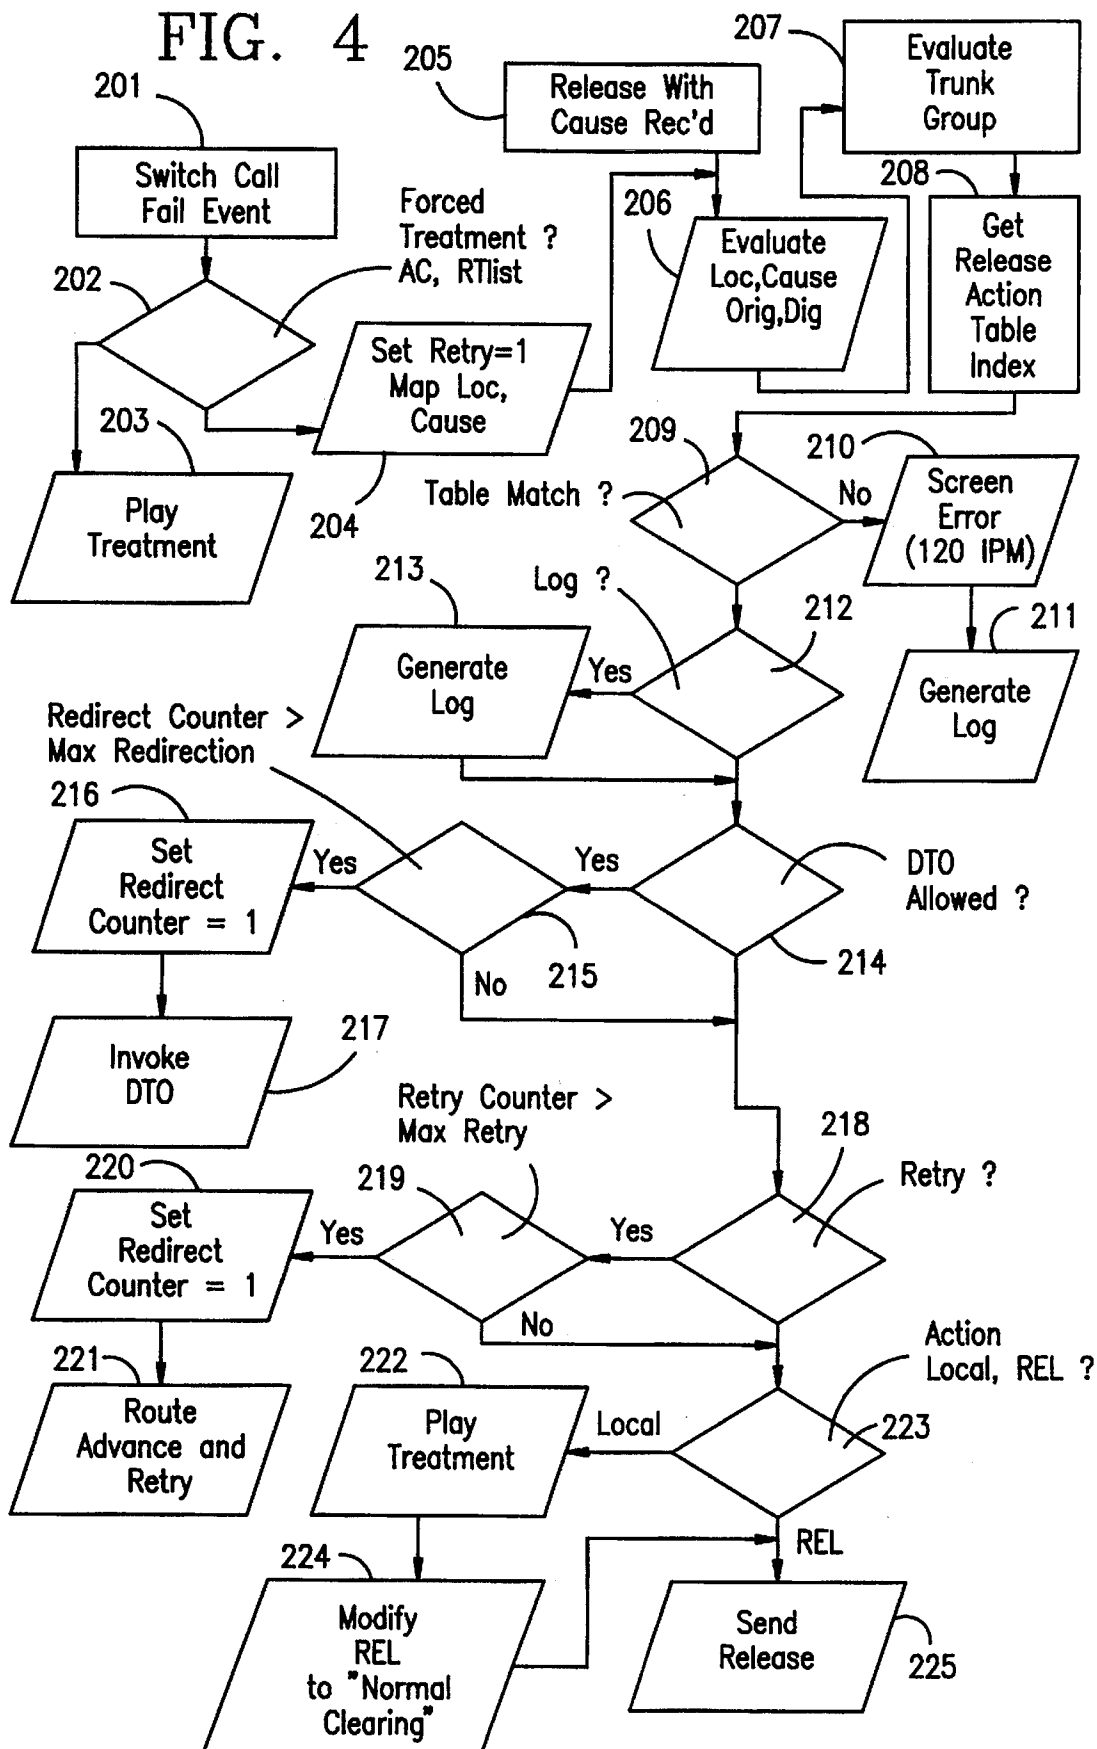 FIG. 4
201
Switch Call
Fail Event
202
Forced
Treatment ?
AC, RTlist
203
Play
Treatment
Set Retry=1
Map Loc,
Cause
204
205
Release With
Cause Rec'd
206
Evaluate
Loc,Cause
Orig,Dig
207
Evaluate
Trunk
Group
208
Get
Release
Action
Table
Index
209
Table Match ?
No
210
Screen
Error
(120 IPM)
211
Generate
Log
Log ?
212
Yes
213
Generate
Log
DTO
Allowed ?
214
Yes
Redirect Counter >
Max Redirection
215
No
Yes
216
Set
Redirect
Counter = 1
217
Invoke
DTO
218
Retry ?
Yes
Retry Counter >
Max Retry
219
No
Yes
220
Set
Redirect
Counter = 1
221
Route
Advance and
Retry
Action
Local, REL ?
223
Local
222
Play
Treatment
224
Modify
REL
to "Normal
Clearing"
REL
Send
Release
225